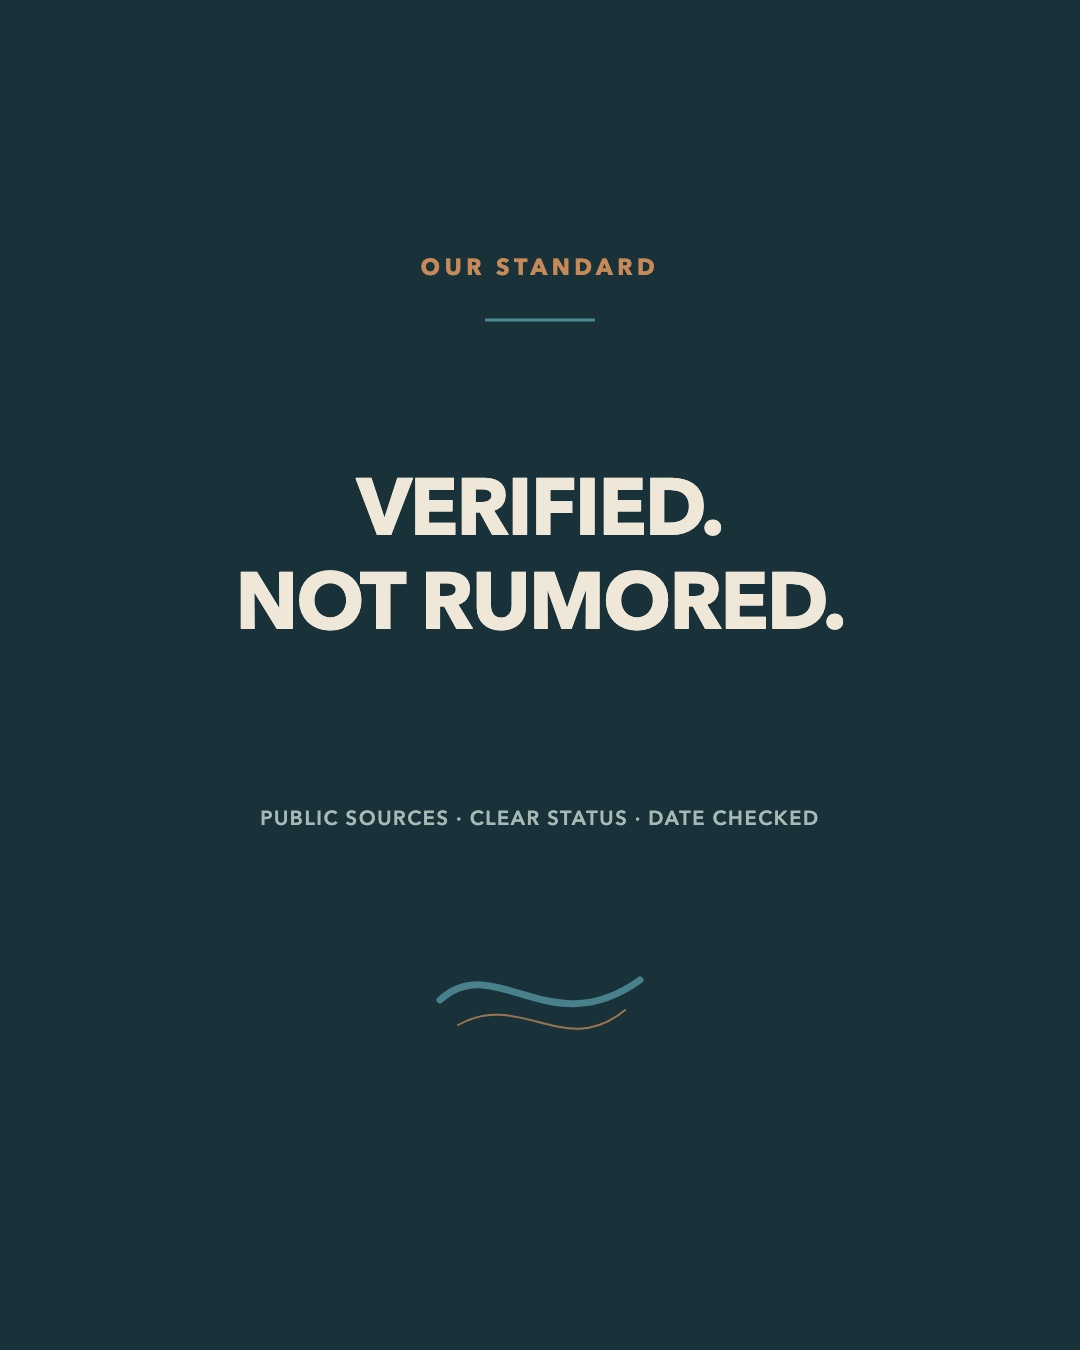 OUR STANDARD
VERIFIED.
NOT RUMORED.
PUBLIC SOURCES · CLEAR STATUS · DATE CHECKED